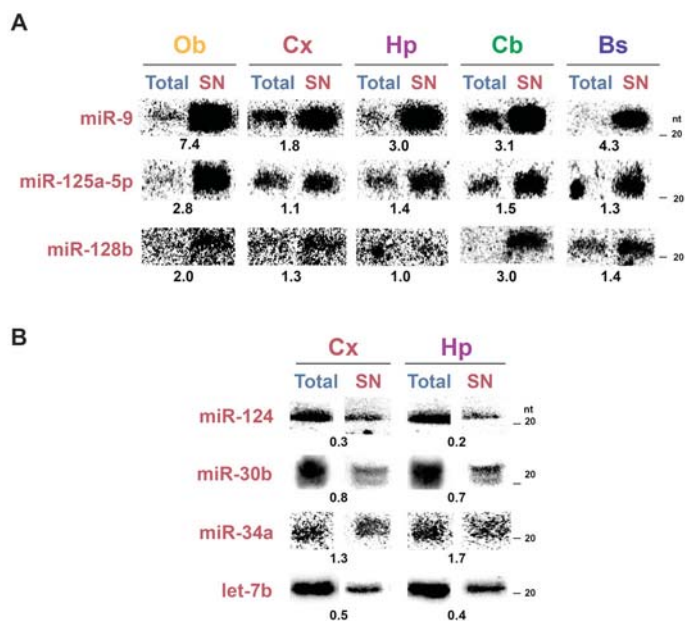 A
Ob Cx Hp Cb Bs
Total SN Total SN Total SN Total SN Total SN
miR-9 nt
20
7.4 1.8 3.0 3.1 4.3
miR-125a-5p
20
2.8 1.1 1.4 1.5 1.3
miR-128b 20
2.0 1.3 1.0 3.0 1.4
B
Cx Hp
Total SN Total SN
nt
miR-124 20
0.3 0.2
miR-30b 20
0.8 0.7
miR-34a 20
1.3 1.7
let-7b 20
0.5 0.4